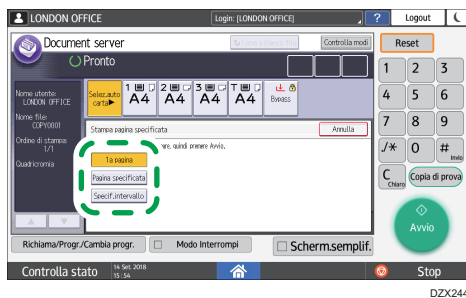 LONDON OFFICE
Login: [LONDON OFFICE]
?
Logout
Document server
Controlla modi
Reset
Pronto
1 2 3
Nome utente:
LONDON OFFICE
Selez.auto
carta▶
1
A4
2
A4
3
A4
T
A4
Bypass
4 5 6
Nome file:
COPY0001
7 8 9
Stampa pagina specificata
Annulla
Ordine di stampa:
1/1
are, quindi premere Avvio.
./* 0 #
Invio
Quadricromia
1a pagina
C
Chiaro
Copia di prova
Pagina specificata
Specif.intervallo
Avvio
Richiama/Progr./Cambia progr.
Modo Interrompi
Scherm.semplif.
Controlla stato
14 Set. 2018
15:54
Stop
DZX244